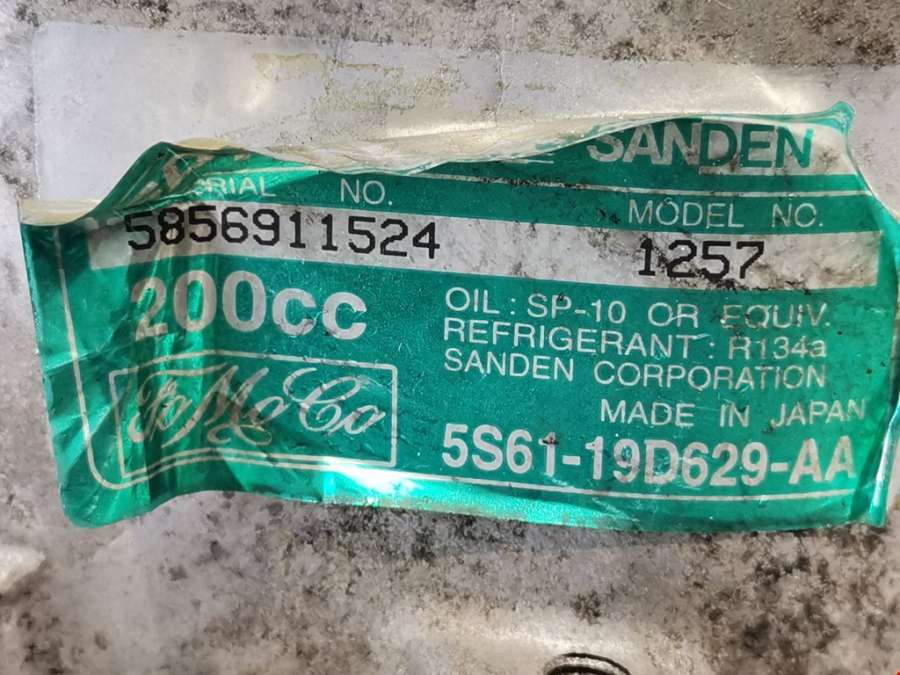 SANDEN
SERIAL NO. MODEL NO.
5856911524 1257
200cc
OIL : SP-10 OR EQUIV.
REFRIGERANT : R134a
SANDEN CORPORATION
MADE IN JAPAN
FoMoCo
5S61-19D629-AA